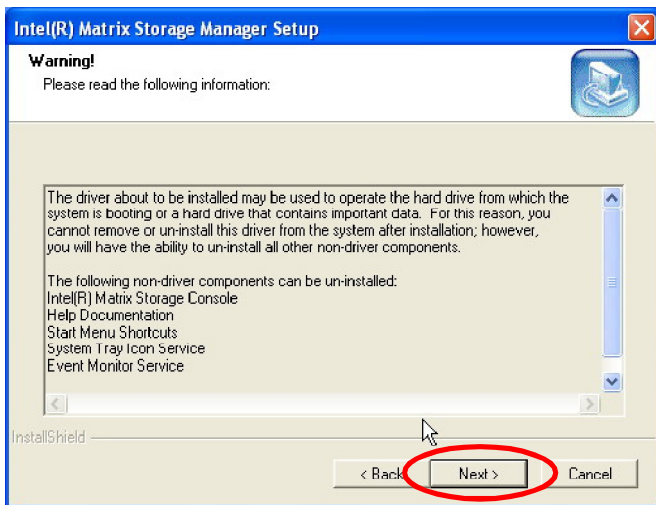 Intel(R) Matrix Storage Manager Setup
Warning!
Please read the following information:
The driver about to be installed may be used to operate the hard drive from which the
system is booting or a hard drive that contains important data. For this reason, you
cannot remove or un-install this driver from the system after installation; however,
you will have the ability to un-install all other non-driver components.
The following non-driver components can be un-installed:
Intel(R) Matrix Storage Console
Help Documentation
Start Menu Shortcuts
System Tray Icon Service
Event Monitor Service
InstallShield
< Back Next > Cancel